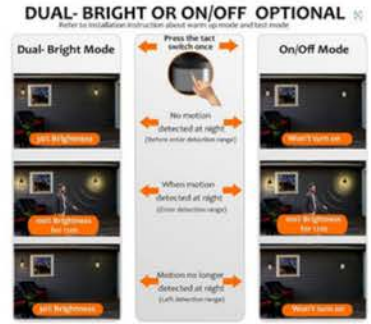 DUAL- BRIGHT OR ON/OFF OPTIONAL
Refer to Installation Instruction about warm up mode and test mode
Dual- Bright Mode
Press the tact
switch once
On/Off Mode
No motion
detected at night
(Before enter detection range)
Brightness
Won't turn on
When motion
detected at night
(Enter detection range)
Brightness
Brightness
Motion no longer
detected at night
(Left detection range)
Brightness
Won't turn on